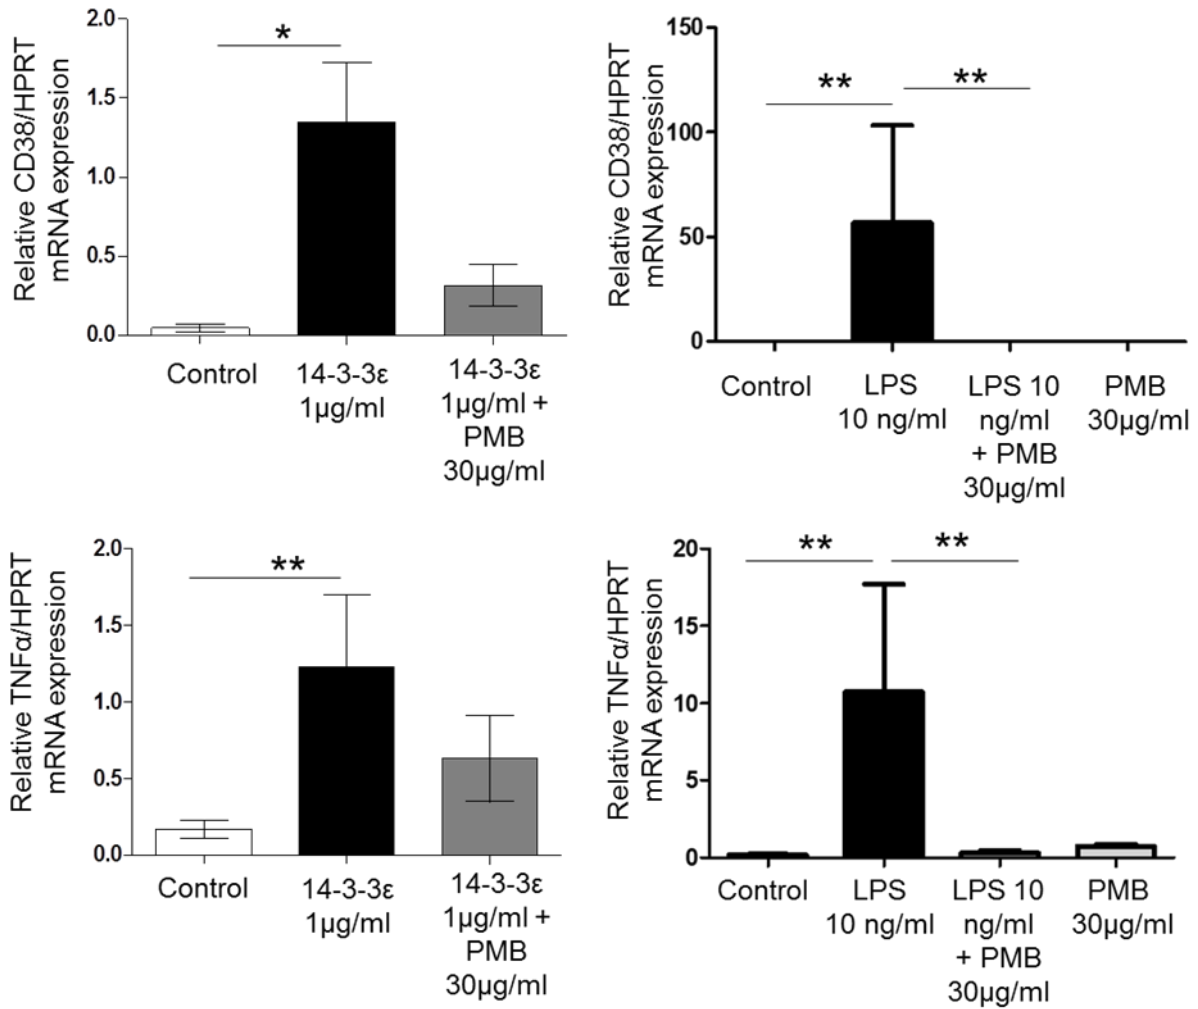 Relative CD38/HPRT
mRNA expression
2.0
1.5
1.0
0.5
0.0
*
Control
14-3-3ε
1µg/ml
14-3-3ε
1µg/ml +
PMB
30µg/ml
Relative CD38/HPRT
mRNA expression
150
100
50
0
**
**
Control
LPS
10 ng/ml
LPS 10
ng/ml
+ PMB
30µg/ml
PMB
30µg/ml
Relative TNFα/HPRT
mRNA expression
2.0
1.5
1.0
0.5
0.0
**
Control
14-3-3ε
1µg/ml
14-3-3ε
1µg/ml +
PMB
30µg/ml
Relative TNFα/HPRT
mRNA expression
20
15
10
5
0
**
**
Control
LPS
10 ng/ml
LPS 10
ng/ml
+ PMB
30µg/ml
PMB
30µg/ml